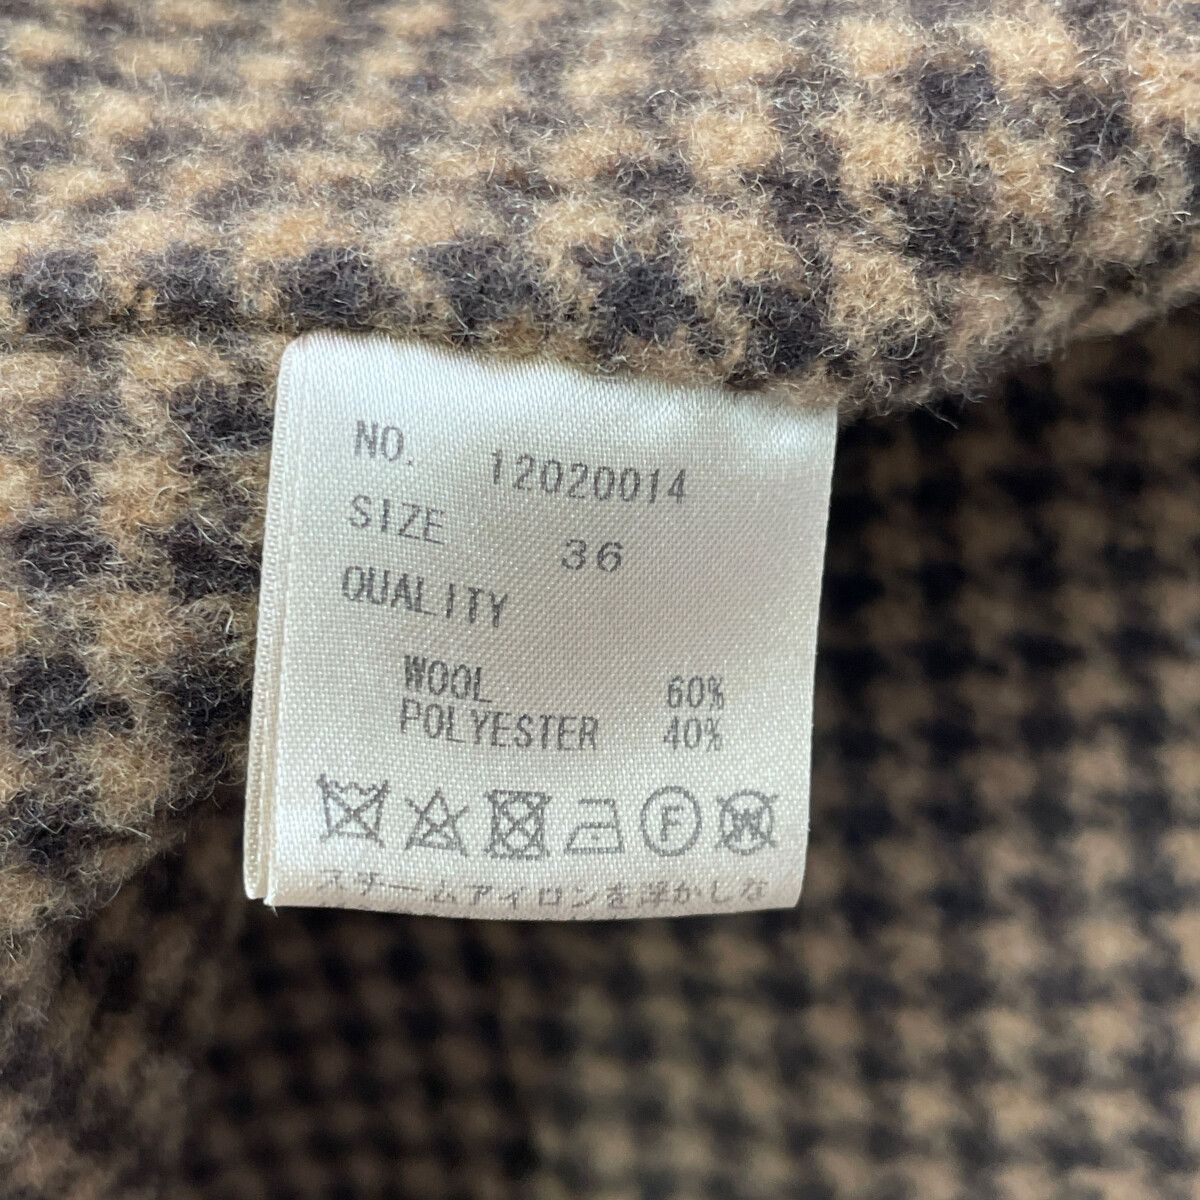 NO. 12020014
SIZE 36
QUALITY
WOOL 60%
POLYESTER 40%
F W
スチームアイロンを浮かしな